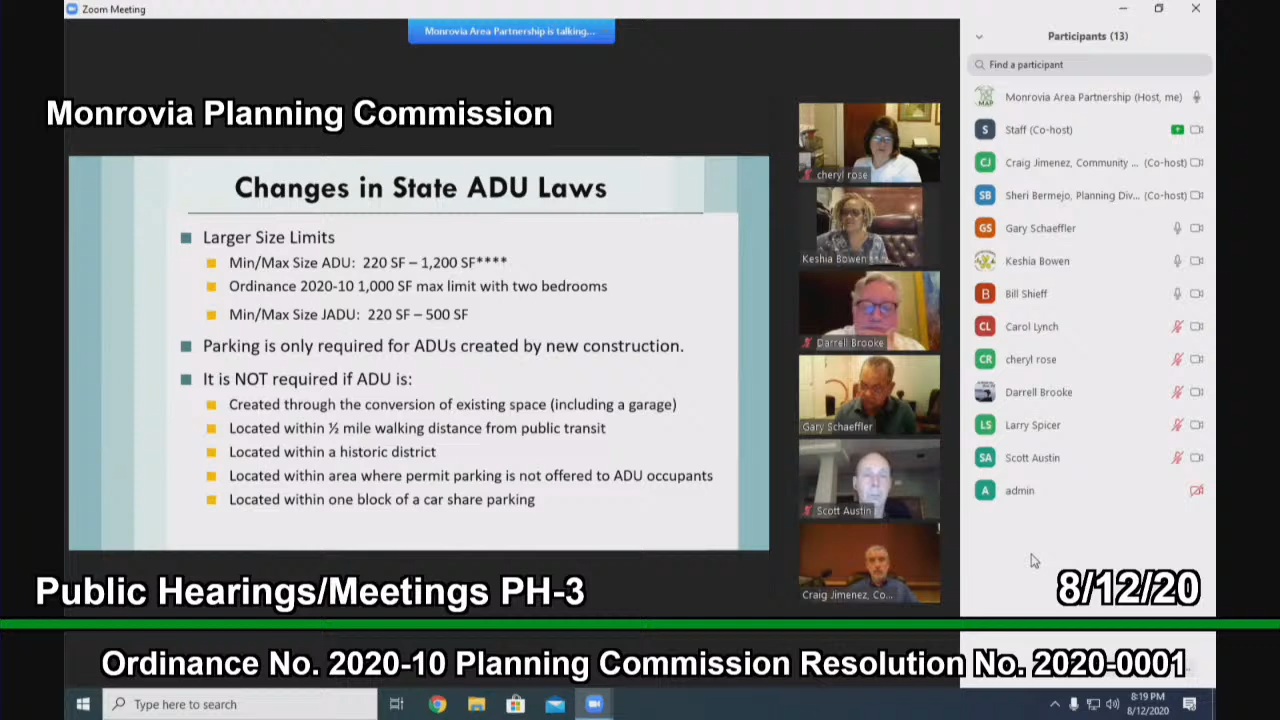 Zoom Meeting
Monrovia Area Partnership is talking...
Participants (13)
Find a participant
Monrovia Planning Commission
Changes in State ADU Laws
Larger Size Limits
Min/Max Size ADU: 220 SF – 1,200 SF****
Ordinance 2020-10 1,000 SF max limit with two bedrooms
Min/Max Size JADU: 220 SF – 500 SF
Parking is only required for ADUs created by new construction.
It is NOT required if ADU is:
Created through the conversion of existing space (including a garage)
Located within ½ mile walking distance from public transit
Located within a historic district
Located within area where permit parking is not offered to ADU occupants
Located within one block of a car share parking
cheryl rose
Keshia Bowen
Darrell Brooke
Gary Schaeffler
Scott Austin
Craig Jimenez, Co...
MAP Monrovia Area Partnership (Host, me)
S Staff (Co-host)
CJ Craig Jimenez, Community ... (Co-host)
SB Sheri Bermejo, Planning Div... (Co-host)
GS Gary Schaeffler
Keshia Bowen
B Bill Shieff
CL Carol Lynch
CR cheryl rose
Darrell Brooke
LS Larry Spicer
SA Scott Austin
A admin
Public Hearings/Meetings PH-3
8/12/20
Ordinance No. 2020-10 Planning Commission Resolution No. 2020-0001
Type here to search
8:19 PM
8/12/2020